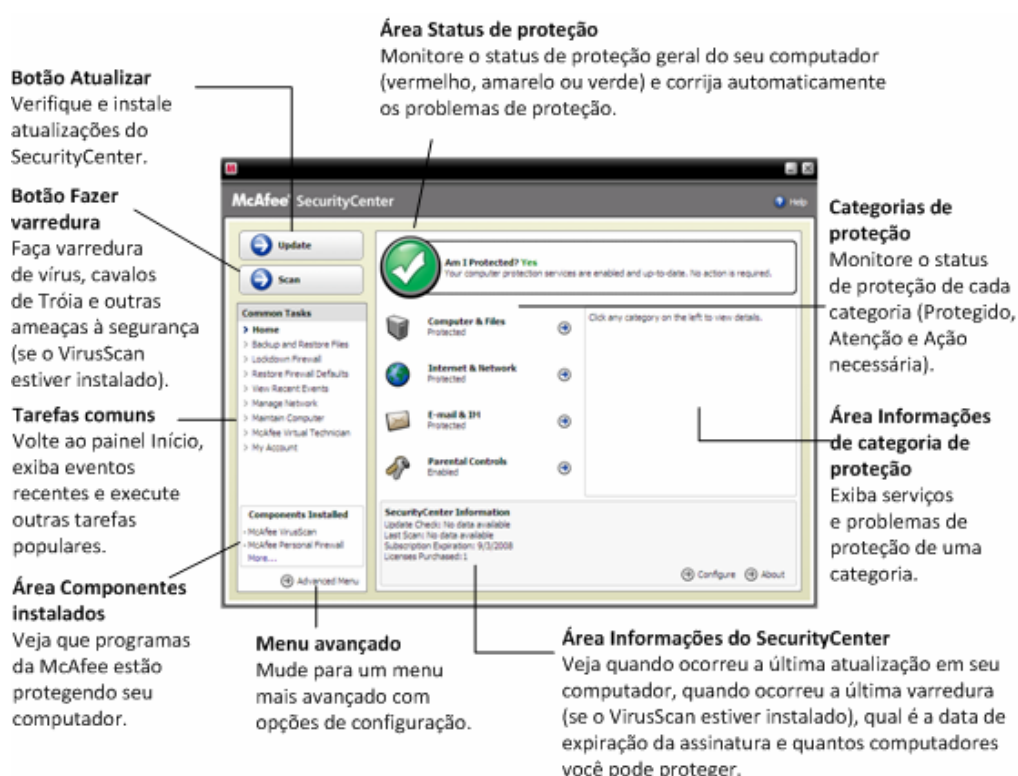 Área Status de proteção
Monitore o status de proteção geral do seu computador
(vermelho, amarelo ou verde) e corrija automaticamente
os problemas de proteção.
Botão Atualizar
Verifique e instale
atualizações do
SecurityCenter.
Botão Fazer
varredura
Faça varredura
de vírus, cavalos
de Tróia e outras
ameaças à segurança
(se o VirusScan
estiver instalado).
Tarefas comuns
Volte ao painel Início,
exiba eventos
recentes e execute
outras tarefas
populares.
Área Componentes
instalados
Veja que programas
da McAfee estão
protegendo seu
computador.
McAfee SecurityCenter
Help
Update
Scan
Common Tasks
> Home
> Backup and Restore Files
> Lockdown Firewall
> Restore Firewall Defaults
> View Recent Events
> Manage Network
> Maintain Computer
> McAfee Virtual Technician
> My Account
Components Installed
McAfee VirusScan
McAfee Personal Firewall
More...
Advanced Menu
Am I Protected? Yes
Your computer protection services are enabled and up-to-date. No action is required.
Computer & Files
Protected
Internet & Network
Protected
E-mail & IM
Protected
Parental Controls
Enabled
Click any category on the left to view details.
SecurityCenter Information
Update Check: No data available
Last Scan: No data available
Subscription Expiration: 9/3/2008
Licenses Purchased: 1
Configure
About
Categorias de
proteção
Monitore o status
de proteção de cada
categoria (Protegido,
Atenção e Ação
necessária).
Área Informações
de categoria de
proteção
Exiba serviços
e problemas de
proteção de uma
categoria.
Menu avançado
Mude para um menu
mais avançado com
opções de configuração.
Área Informações do SecurityCenter
Veja quando ocorreu a última atualização em seu
computador, quando ocorreu a última varredura
(se o VirusScan estiver instalado), qual é a data de
expiração da assinatura e quantos computadores
você pode proteger.